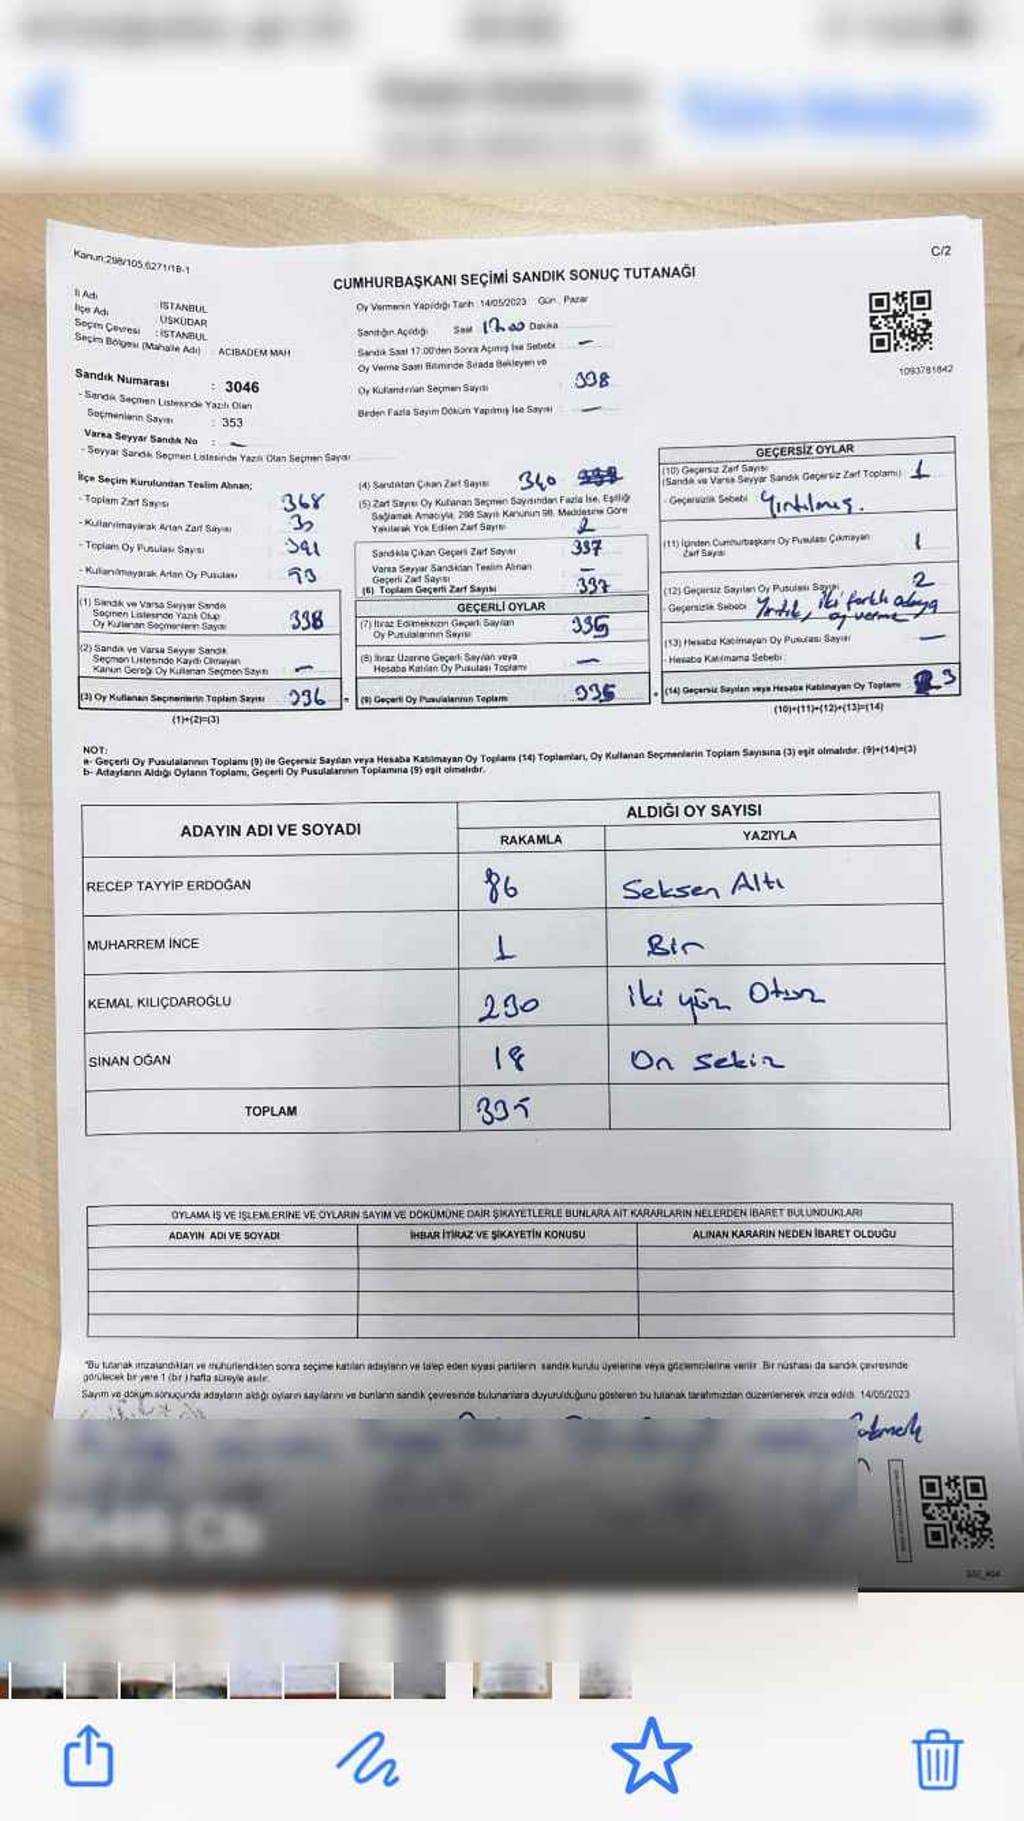 Kanun:298/105,6271/18-1
C/2
CUMHURBAŞKANI SEÇİMİ SANDIK SONUÇ TUTANAĞI
İl Adı : İSTANBUL
İlçe Adı : ÜSKÜDAR
Seçim Çevresi : İSTANBUL
Seçim Bölgesi (Mahalle Adı) : ACIBADEM MAH
Sandık Numarası : 3046
- Sandık Seçmen Listesinde Yazılı Olan
Seçmenlerin Sayısı : 353
Varsa Seyyar Sandık No : —
- Seyyar Sandık Seçmen Listesinde Yazılı Olan Seçmen Sayısı
Oy Vermenin Yapıldığı Tarih :14/05/2023 Gün : Pazar
Sandığın Açıldığı Saat 17:00 Dakika
Sandık Saat 17.00'den Sonra Açılmış İse Sebebi : —
Oy Verme Saati Bitiminde Sırada Bekleyen ve
Oy Kullandırılan Seçmen Sayısı 338
Birden Fazla Sayım Döküm Yapılmış İse Sayısı : —
1093781842
İlçe Seçim Kurulundan Teslim Alınan;
- Toplam Zarf Sayısı 368
- Kullanılmayarak Artan Zarf Sayısı 30
- Toplam Oy Pusulası Sayısı 391
- Kullanılmayarak Artan Oy Pusulası 53
(1) Sandık ve Varsa Seyyar Sandık
Seçmen Listesinde Yazılı Olup
Oy Kullanan Seçmenlerin Sayısı 338
(2) Sandık ve Varsa Seyyar Sandık
Seçmen Listesinde Kaydı Olmayan
Kanun Gereği Oy Kullanan Seçmen Sayısı —
(3) Oy Kullanan Seçmenlerin Toplam Sayısı 336
(1)+(2)=(3)
(4) Sandıktan Çıkan Zarf Sayısı 340
(5) Zarf Sayısı Oy Kullanan Seçmen Sayısından Fazla İse, Eşitliği
Sağlamak Amacıyla, 298 Sayılı Kanunun 98. Maddesine Göre
Yakılarak Yok Edilen Zarf Sayısı 2
Sandıkta Çıkan Geçerli Zarf Sayısı 337
Varsa Seyyar Sandıktan Teslim Alınan
Geçerli Zarf Sayısı —
(6) Toplam Geçerli Zarf Sayısı 337
GEÇERLİ OYLAR
(7) İtiraz Edilmeksizin Geçerli Sayılan
Oy Pusulalarının Sayısı 335
(8) İtiraz Üzerine Geçerli Sayılan veya
Hesaba Katılan Oy Pusulası Toplamı —
(9) Geçerli Oy Pusulalarının Toplamı 335
GEÇERSİZ OYLAR
(10) Geçersiz Zarf Sayısı
(Sandık ve Varsa Seyyar Sandık Geçersiz Zarf Toplamı) 1
- Geçersizlik Sebebi Yırtılmış.
(11) İçinden Cumhurbaşkanı Oy Pusulası Çıkmayan
Zarf Sayısı 1
(12) Geçersiz Sayılan Oy Pusulası Sayısı 2
- Geçersizlik Sebebi Yırtık, iki farklı adaya
oy verme
(13) Hesaba Katılmayan Oy Pusulası Sayısı —
- Hesaba Katılmama Sebebi :
(14) Geçersiz Sayılan veya Hesaba Katılmayan Oy Toplamı 3
(10)+(11)+(12)+(13)=(14)
NOT:
a- Geçerli Oy Pusulalarının Toplamı (9) ile Geçersiz Sayılan veya Hesaba Katılmayan Oy Toplamı (14) Toplamları, Oy Kullanan Seçmenlerin Toplam Sayısına (3) eşit olmalıdır. (9)+(14)=(3)
b- Adayların Aldığı Oyların Toplamı, Geçerli Oy Pusulalarının Toplamına (9) eşit olmalıdır.
ADAYIN ADI VE SOYADI
ALDIĞI OY SAYISI
RAKAMLA YAZIYLA
RECEP TAYYİP ERDOĞAN 86 Seksen Altı
MUHARREM İNCE 1 Bir
KEMAL KILIÇDAROĞLU 230 İki yüz Otuz
SİNAN OĞAN 18 On sekiz
TOPLAM 335
OYLAMA İŞ VE İŞLEMLERİNE VE OYLARIN SAYIM VE DÖKÜMÜNE DAİR ŞİKAYETLERLE BUNLARA AİT KARARLARIN NELERDEN İBARET BULUNDUKLARI
ADAYIN ADI VE SOYADI İHBAR İTİRAZ VE ŞİKAYETİN KONUSU ALINAN KARARIN NEDEN İBARET OLDUĞU
"Bu tutanak imzalandıktan ve mühürlendikten sonra seçime katılan adayların ve talep eden siyasi partilerin sandık kurulu üyelerine veya gözlemcilerine verilir. Bir nüshası da sandık çevresinde
görülecek bir yere 1 (bir) hafta süreyle asılır.
Sayım ve döküm sonuçunda adayların aldığı oyların sayılarını ve bunların sandık çevresinde bulunanlara duyurulduğunu gösteren bu tutanak tarafımızdan düzenlenerek imza edildi. 14/05/2023